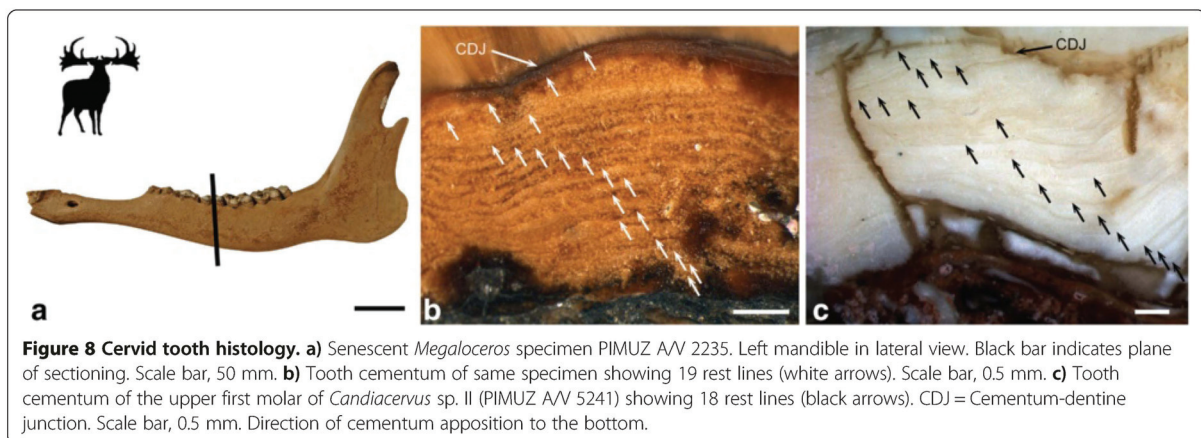 CDJ
CDJ
a
b
c
Figure 8 Cervid tooth histology. a) Senescent Megaloceros specimen PIMUZ A/V 2235. Left mandible in lateral view. Black bar indicates plane
of sectioning. Scale bar, 50 mm. b) Tooth cementum of same specimen showing 19 rest lines (white arrows). Scale bar, 0.5 mm. c) Tooth
cementum of the upper first molar of Candiacervus sp. II (PIMUZ A/V 5241) showing 18 rest lines (black arrows). CDJ = Cementum-dentine
junction. Scale bar, 0.5 mm. Direction of cementum apposition to the bottom.